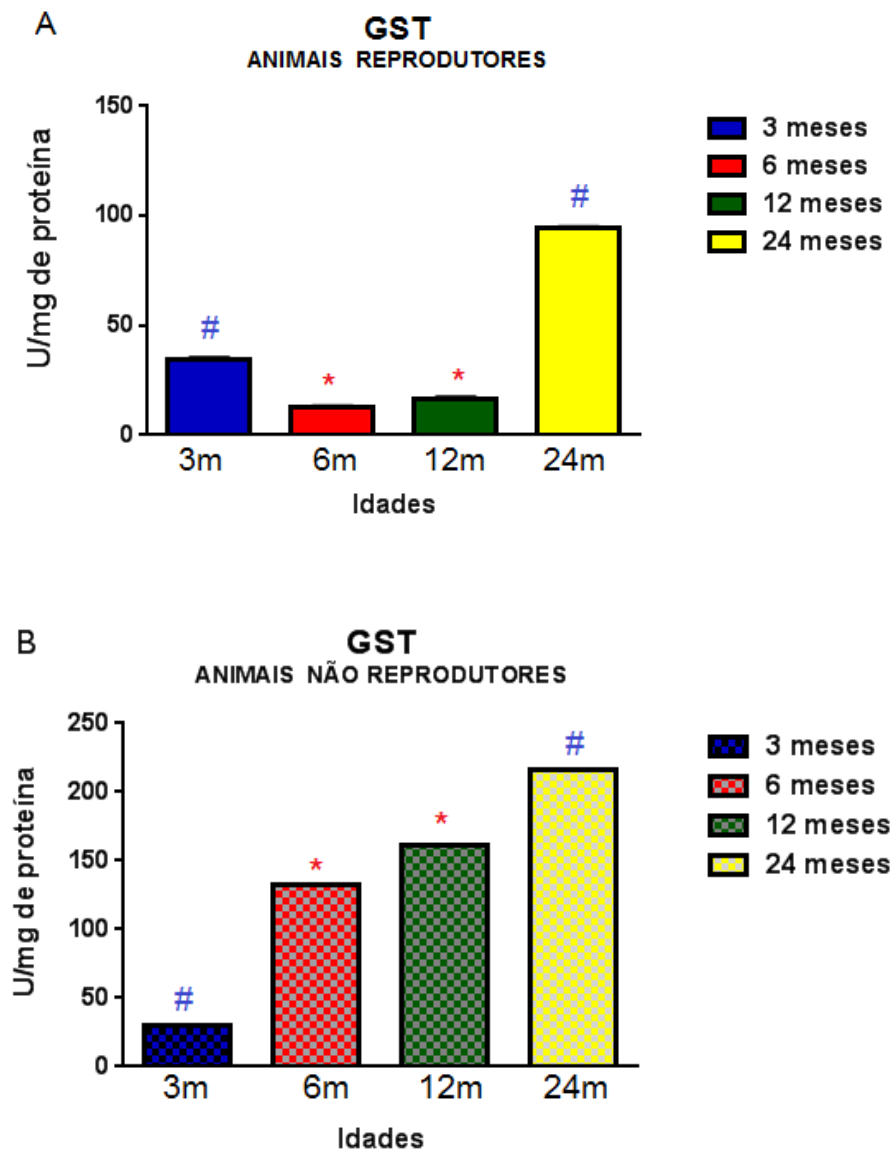 A
GST
ANIMAIS REPRODUTORES
U/mg de proteína
150
100
50
0
#
*
*
#
3m 6m 12m 24m
Idades
3 meses
6 meses
12 meses
24 meses
B
GST
ANIMAIS NÃO REPRODUTORES
U/mg de proteína
250
200
150
100
50
0
#
*
*
#
3m 6m 12m 24m
Idades
3 meses
6 meses
12 meses
24 meses